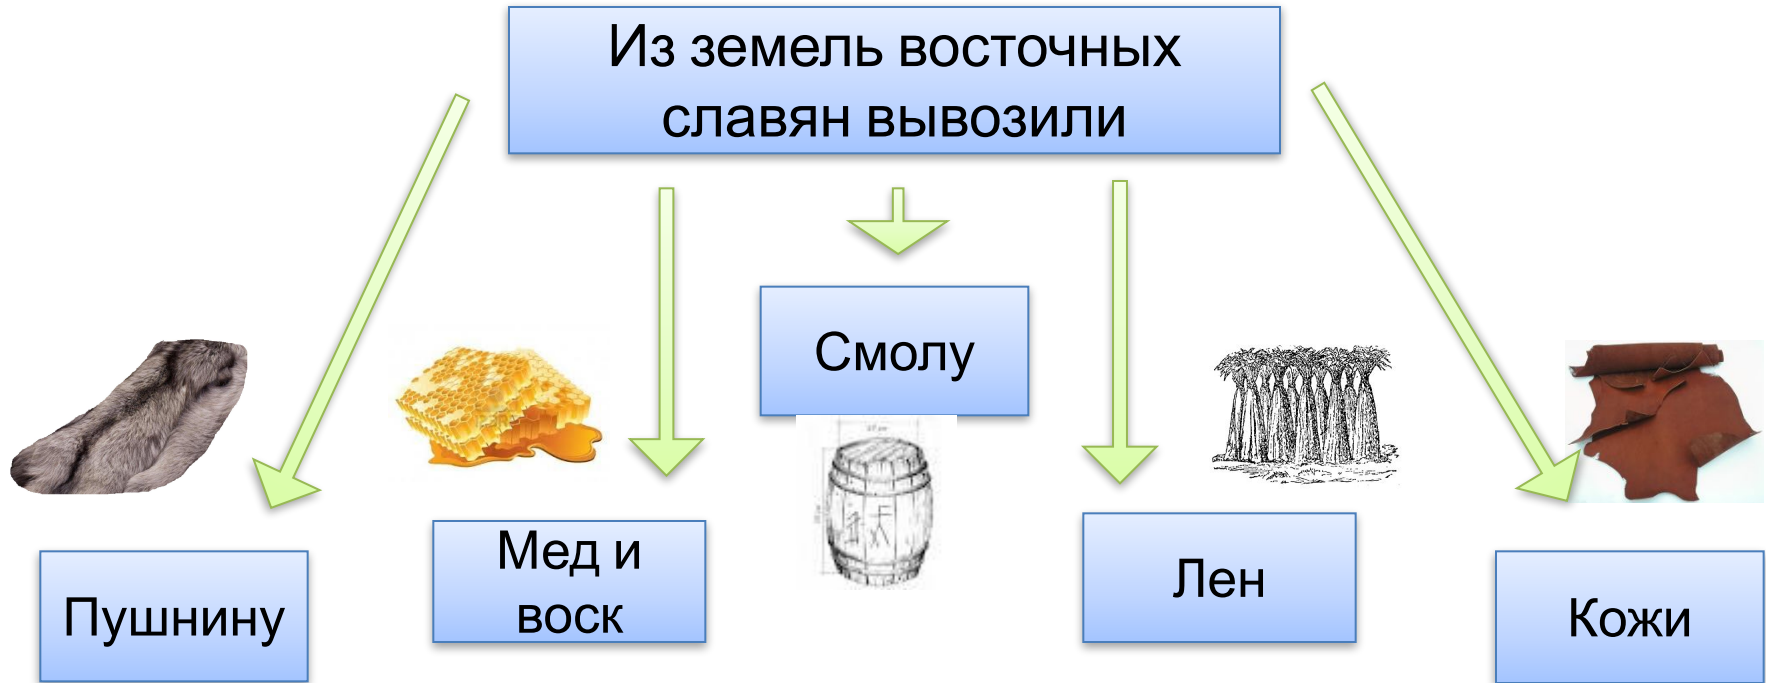 Из земель восточных
славян вывозили
Смолу
Мед и
воск
Лен
Пушнину
Кожи